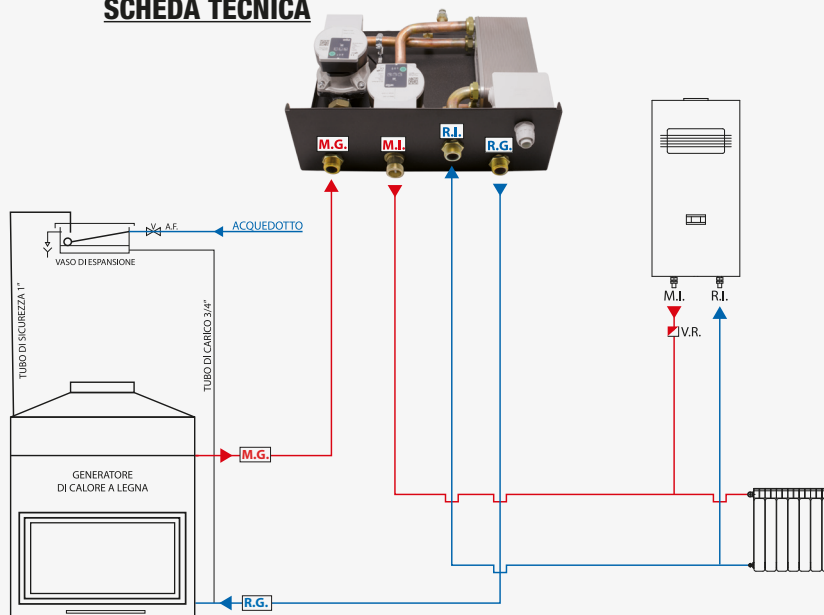 SCHEDA TECNICA
M.G.
M.I.
R.I.
R.G.
V.
A.F.
ACQUEDOTTO
VASO DI ESPANSIONE
TUBO DI SICUREZZA 1"
TUBO DI CARICO 3/4"
M.I.
R.I.
V.R.
M.G.
GENERATORE
DI CALORE A LEGNA
R.G.